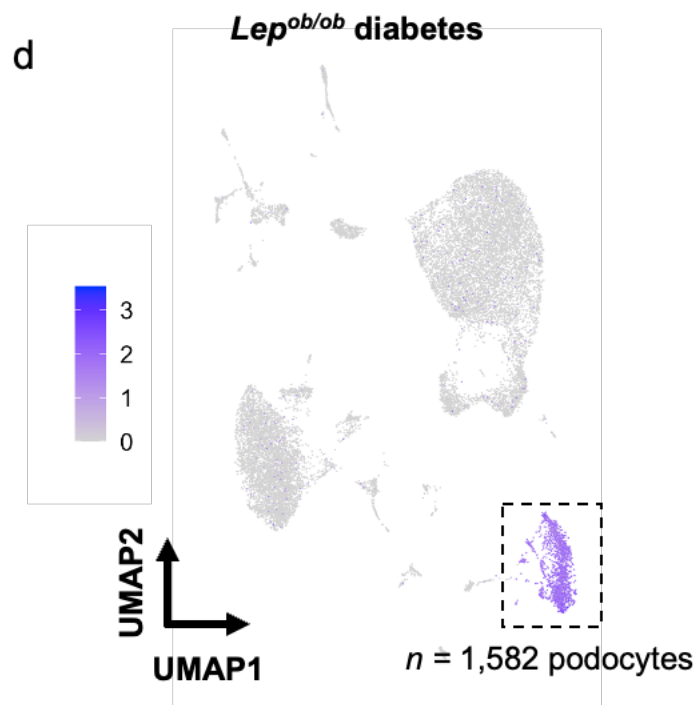 d
Lep^ob/ob diabetes
3
2
1
0
UMAP2
UMAP1
n = 1,582 podocytes